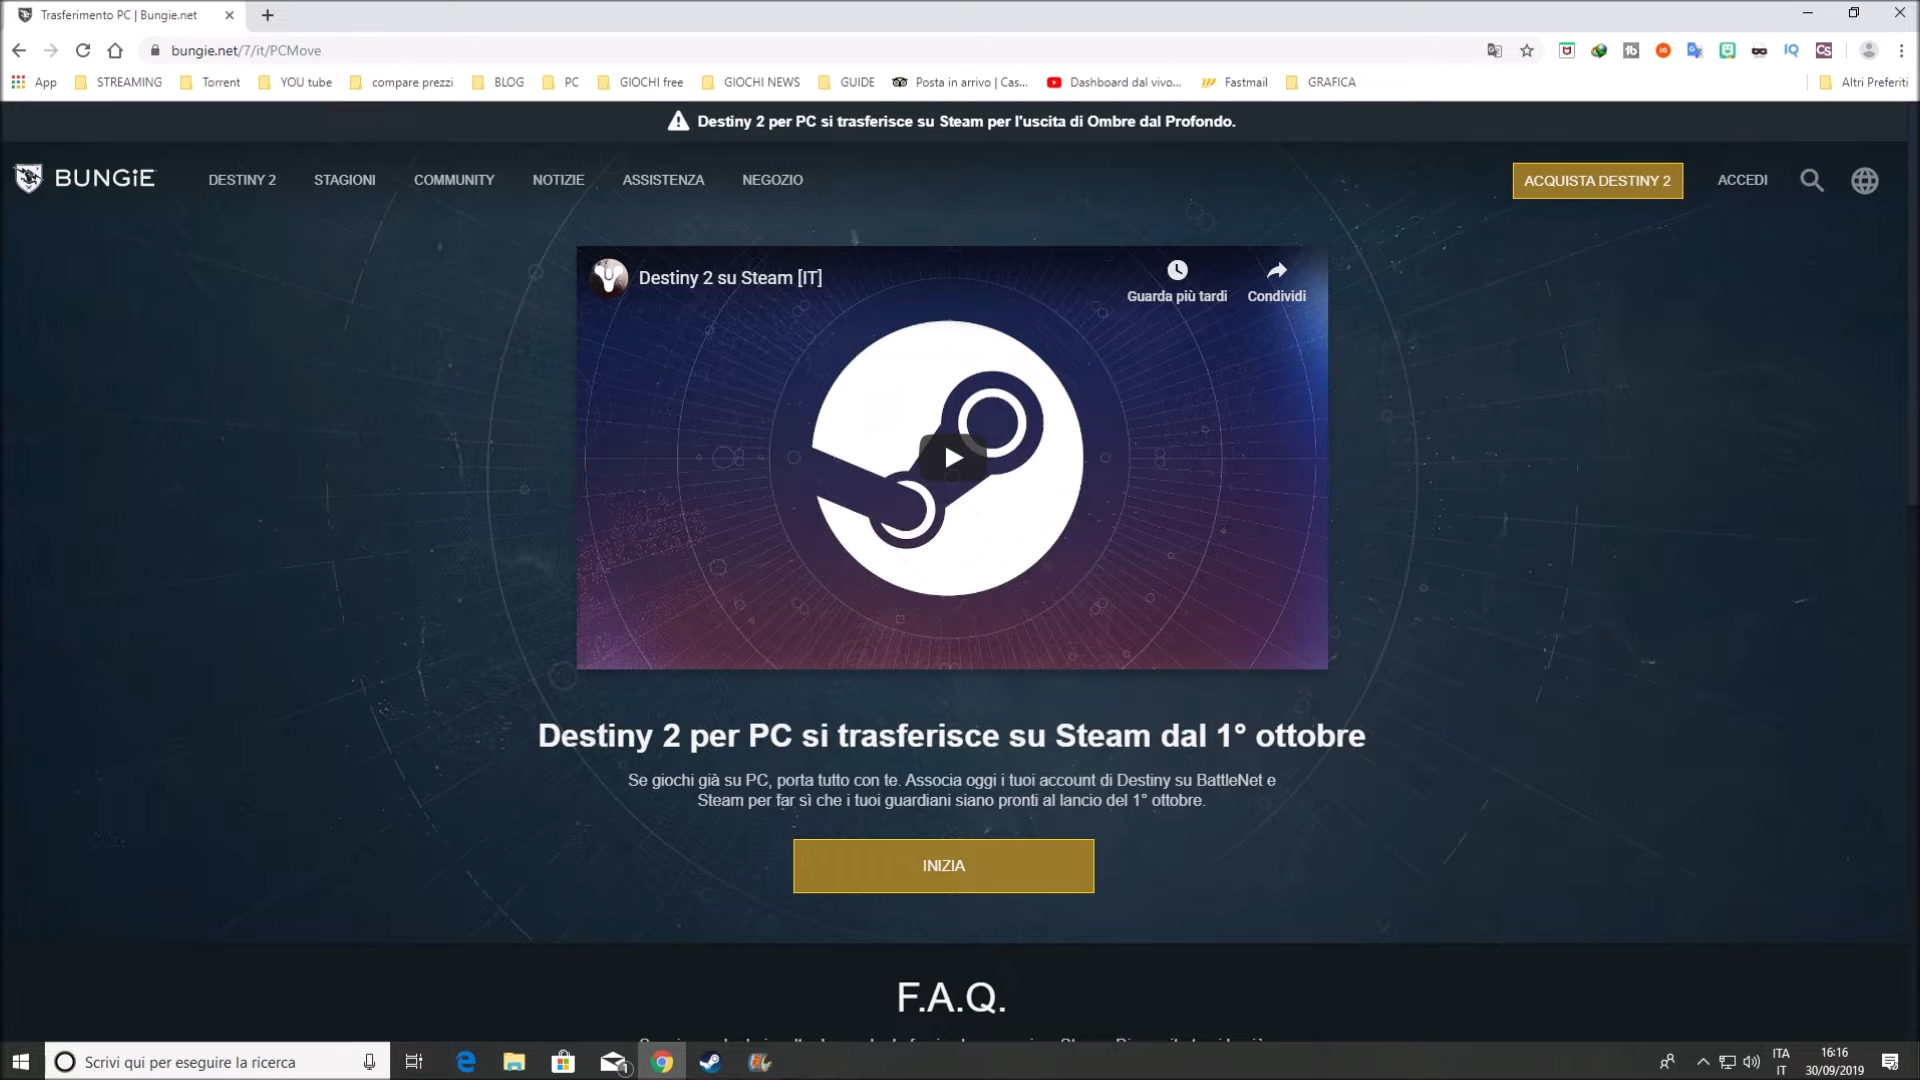 Trasferimento PC | Bungie.net
bungie.net/7/it/PCMove
App STREAMING Torrent YOU tube compare prezzi BLOG PC GIOCHI free GIOCHI NEWS GUIDE Posta in arrivo | Cas... Dashboard dal vivo... Fastmail GRAFICA Altri Preferiti
Destiny 2 per PC si trasferisce su Steam per l'uscita di Ombre dal Profondo.
BUNGiE DESTINY 2 STAGIONI COMMUNITY NOTIZIE ASSISTENZA NEGOZIO ACQUISTA DESTINY 2 ACCEDI
Destiny 2 su Steam [IT]
Guarda più tardi Condividi
Destiny 2 per PC si trasferisce su Steam dal 1° ottobre
Se giochi già su PC, porta tutto con te. Associa oggi i tuoi account di Destiny su BattleNet e
Steam per far sì che i tuoi guardiani siano pronti al lancio del 1° ottobre.
INIZIA
F.A.Q.
Scrivi qui per eseguire la ricerca
1
ITA
IT
16:16
30/09/2019